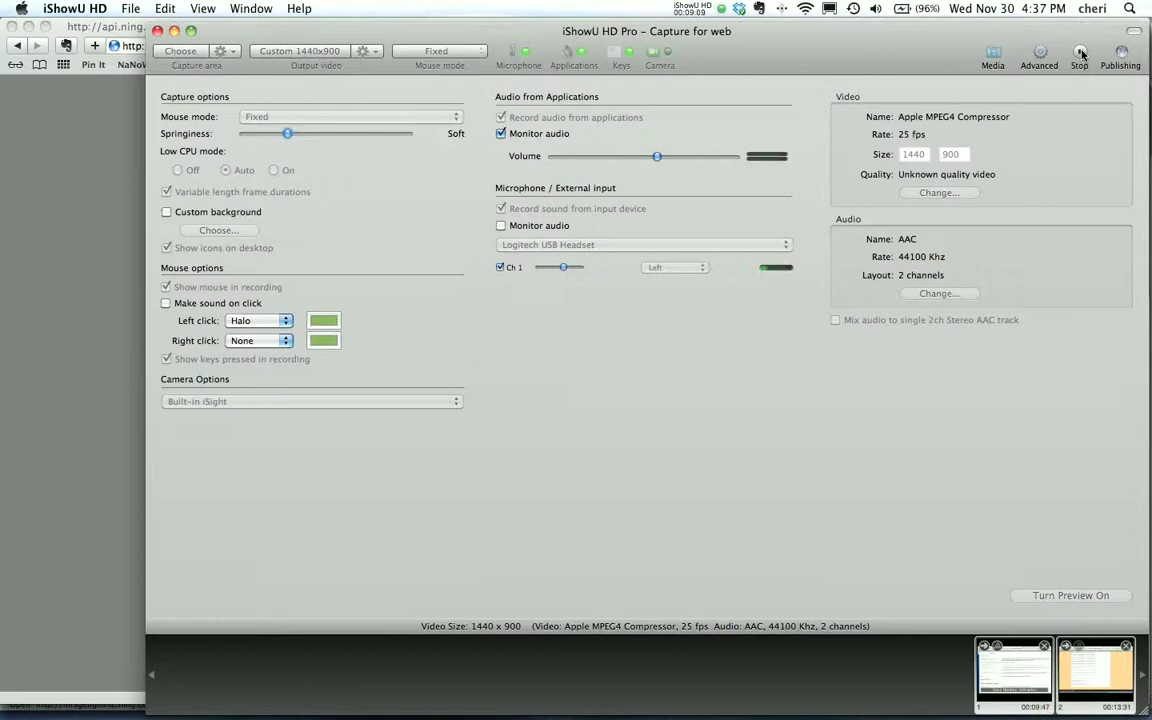 iShowU HD File Edit View Window Help
iShowU HD
00:09:09
(96%) Wed Nov 30 4:37 PM cheri
http://api.ning.
http:
Pin It NaNoW
iShowU HD Pro – Capture for web
Choose Custom 1440x900 Fixed
Capture area Output video Mouse mode Microphone Applications Keys Camera Media Advanced Stop Publishing
Capture options
Mouse mode: Fixed
Springiness: Soft
Low CPU mode:
Off Auto On
Variable length frame durations
Custom background
Choose...
Show icons on desktop
Mouse options
Show mouse in recording
Make sound on click
Left click: Halo
Right click: None
Show keys pressed in recording
Camera Options
Built-in iSight
Audio from Applications
Record audio from applications
Monitor audio
Volume
Microphone / External input
Record sound from input device
Monitor audio
Logitech USB Headset
Ch 1 Left
Video
Name: Apple MPEG4 Compressor
Rate: 25 fps
Size: 1440 900
Quality: Unknown quality video
Change...
Audio
Name: AAC
Rate: 44100 Khz
Layout: 2 channels
Change...
Mix audio to single 2ch Stereo AAC track
Turn Preview On
Video Size: 1440 x 900 (Video: Apple MPEG4 Compressor, 25 fps Audio: AAC, 44100 Khz, 2 channels)
1 00:09:47
2 00:13:31